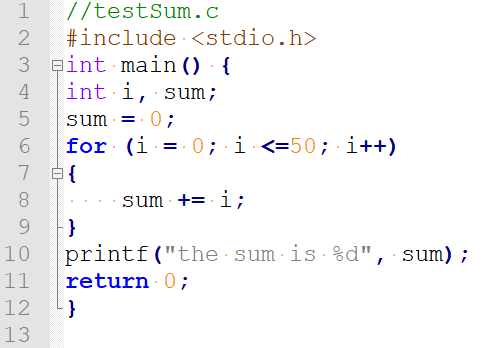 1 //testSum.c
2 #include <stdio.h>
3 int main() {
4 int i, sum;
5 sum = 0;
6 for (i = 0; i <=50; i++)
7 {
8     sum += i;
9 }
10 printf("the sum is %d", sum);
11 return 0;
12 }
13